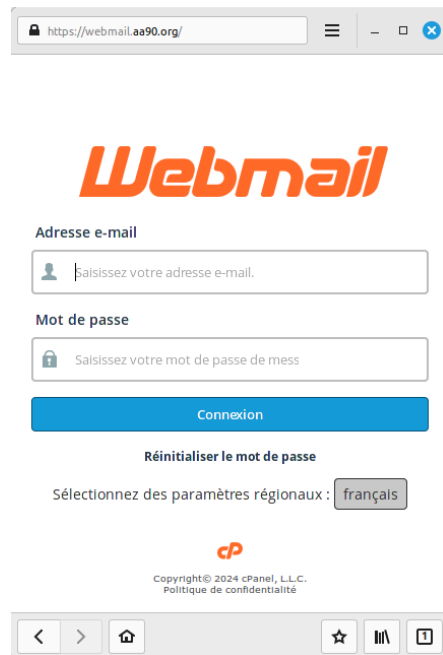 https://webmail.aa90.org/
Webmail
Adresse e-mail
Saisissez votre adresse e-mail.
Mot de passe
Saisissez votre mot de passe de mess
Connexion
Réinitialiser le mot de passe
Sélectionnez des paramètres régionaux : français
cP
Copyright© 2024 cPanel, L.L.C.
Politique de confidentialité
1